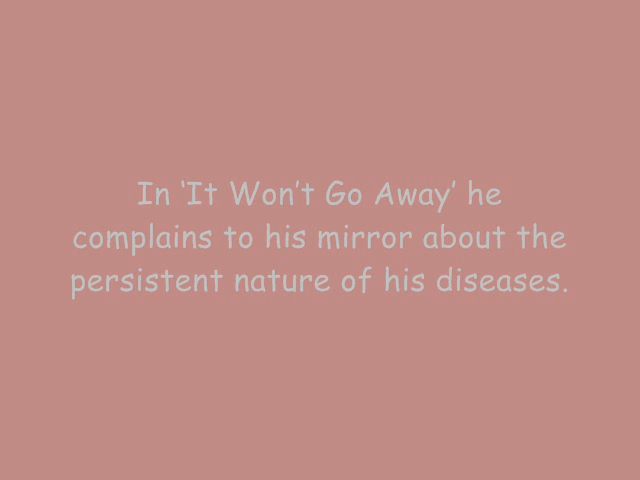 In ‘It Won’t Go Away’ he
complains to his mirror about the
persistent nature of his diseases.